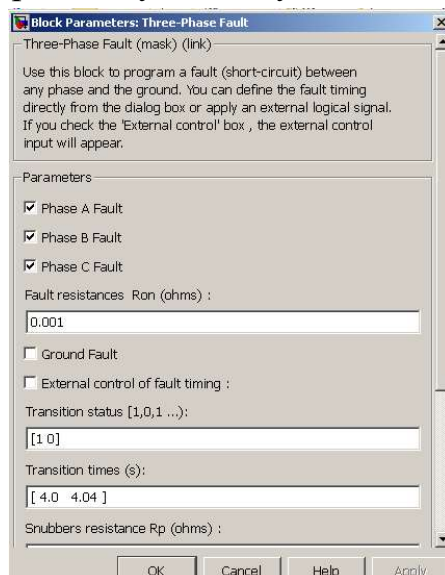 Block Parameters: Three-Phase Fault
Three-Phase Fault (mask) (link)
Use this block to program a fault (short-circuit) between
any phase and the ground. You can define the fault timing
directly from the dialog box or apply an external logical signal.
If you check the 'External control' box , the external control
input will appear.
Parameters
Phase A Fault
Phase B Fault
Phase C Fault
Fault resistances Ron (ohms) :
0.001
Ground Fault
External control of fault timing :
Transition status [1,0,1 ...):
[1 0]
Transition times (s):
[ 4.0 4.04 ]
Snubbers resistance Rp (ohms) :
OK Cancel Help Apply